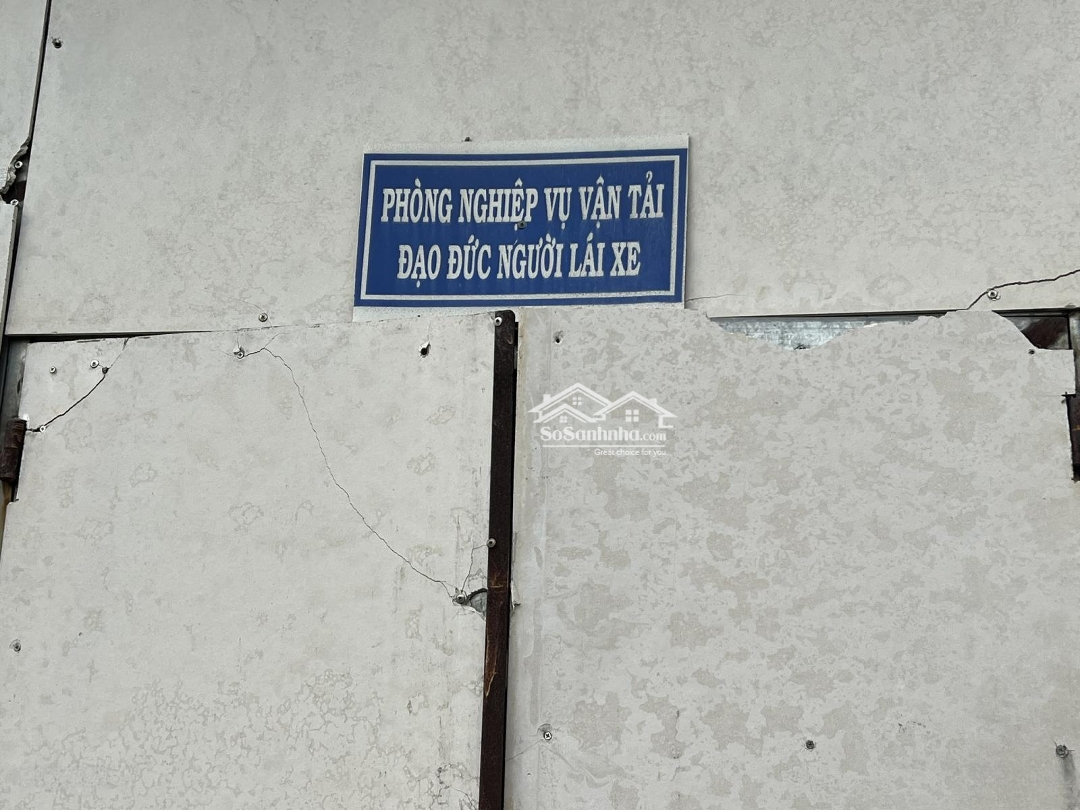 PHÒNG NGHIỆP VỤ VẬN TẢI
ĐẠO ĐỨC NGƯỜI LÁI XE
SoSanhnha.com
Great choice for you